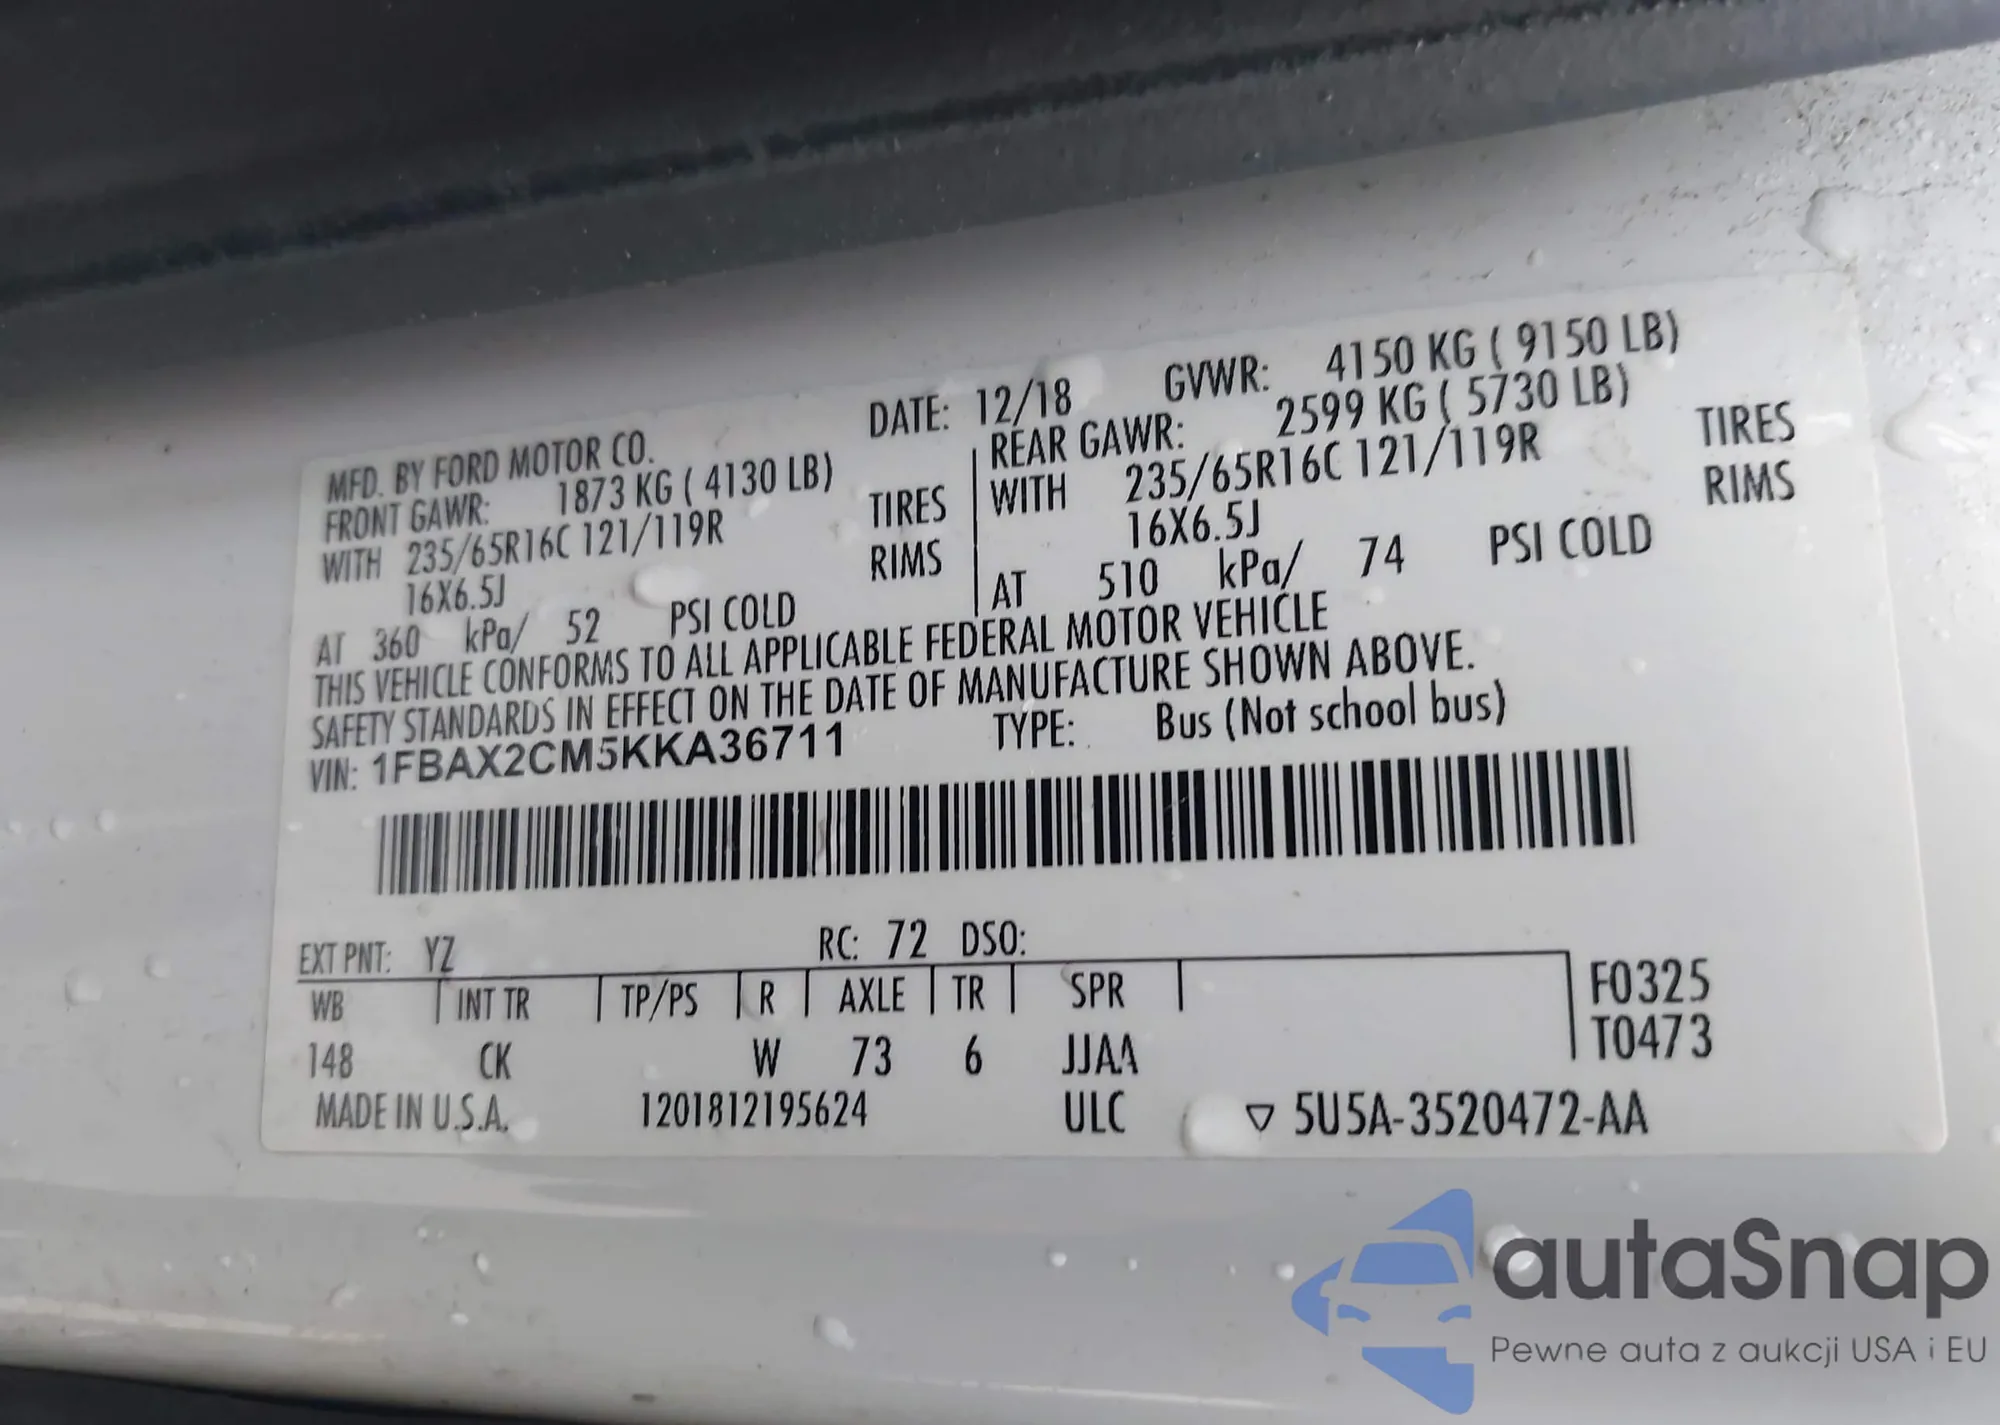 MFD. BY FORD MOTOR CO. DATE: 12/18 GVWR: 4150 KG ( 9150 LB)
FRONT GAWR: 1873 KG ( 4130 LB) REAR GAWR: 2599 KG ( 5730 LB)
WITH 235/65R16C 121/119R TIRES WITH 235/65R16C 121/119R TIRES
16X6.5J RIMS 16X6.5J RIMS
AT 360 kPa/ 52 PSI COLD AT 510 kPa/ 74 PSI COLD
THIS VEHICLE CONFORMS TO ALL APPLICABLE FEDERAL MOTOR VEHICLE
SAFETY STANDARDS IN EFFECT ON THE DATE OF MANUFACTURE SHOWN ABOVE.
VIN: 1FBAX2CM5KKA36711 TYPE: Bus (Not school bus)
EXT PNT: YZ RC: 72 DSO:
WB INT TR TP/PS R AXLE TR SPR F0325
T0473
148 CK W 73 6 JJAA
MADE IN U.S.A. 1201812195624 ULC ▽ 5U5A-3520472-AA
autaSnap
Pewne auta z aukcji USA i EU